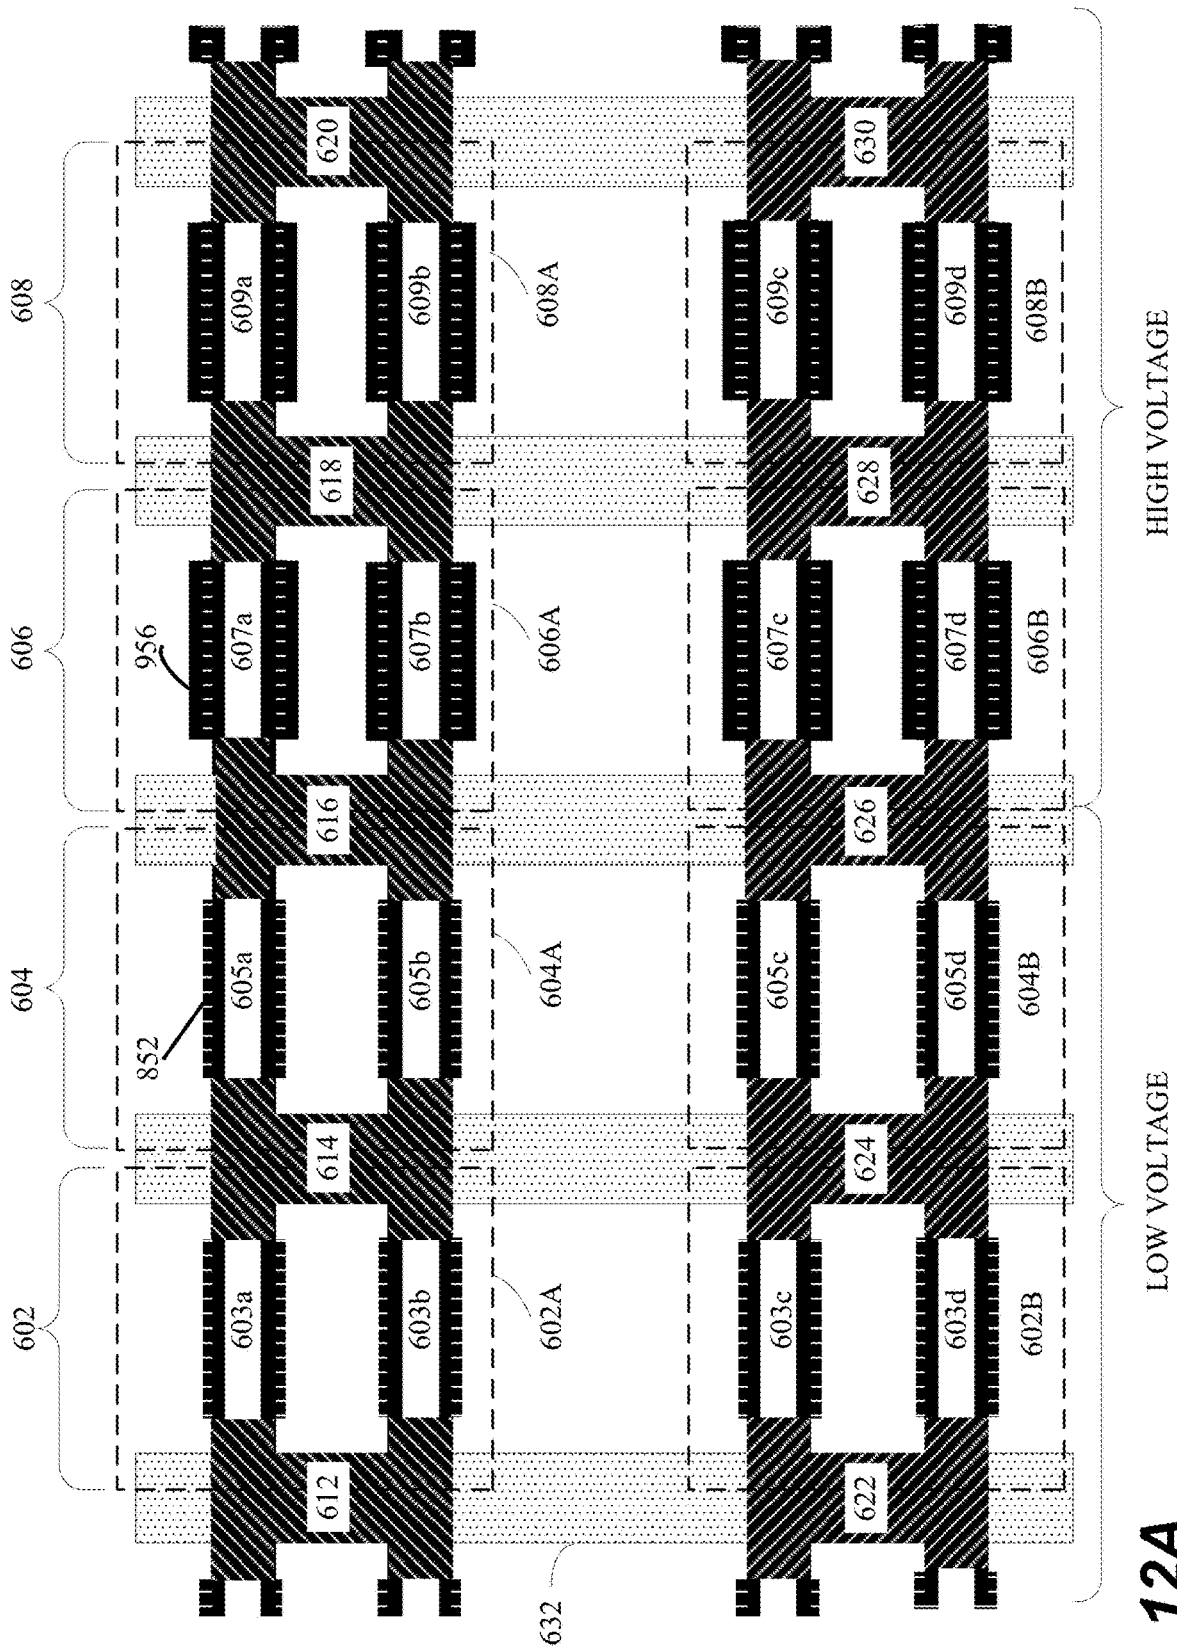 602 604 606 608
852 956
603a 605a 607a 609a
612 614 616 618 620
603b 605b 607b 609b
632 602A 604A 606A 608A
603c 605c 607c 609c
622 624 626 628 630
603d 605d 607d 609d
602B 604B 606B 608B
LOW VOLTAGE HIGH VOLTAGE
12A